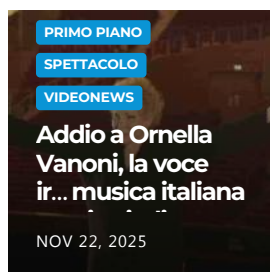 PRIMO PIANO
SPETTACOLO
VIDEONEWS
Addio a Ornella
Vanoni, la voce
ir... musica italiana
NOV 22, 2025